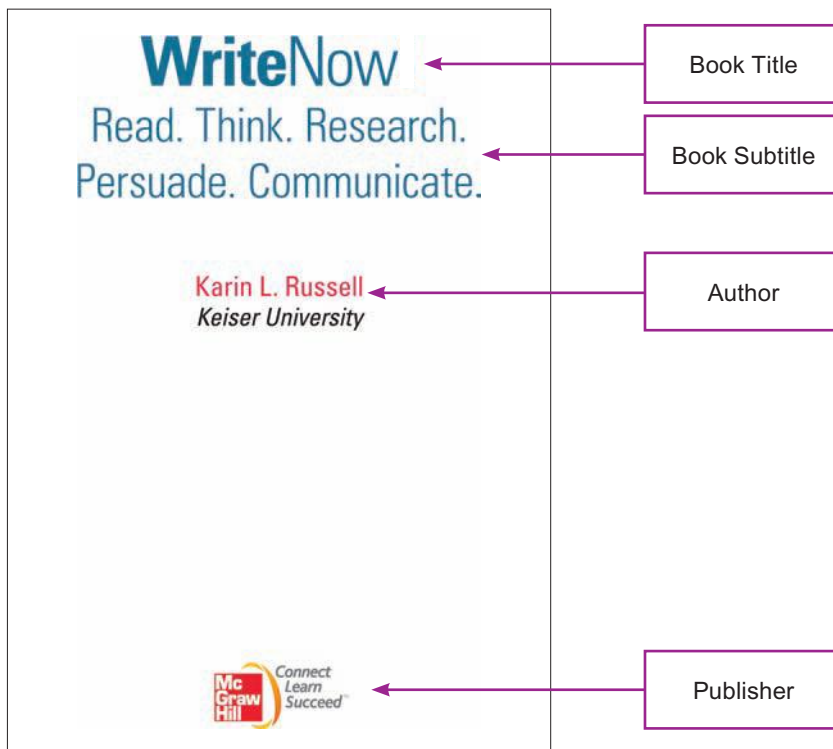 WriteNow
Book Title
Read. Think. Research.
Persuade. Communicate.
Book Subtitle
Karin L. Russell
Author
Keiser University
Mc
Graw
Hill
Connect
Learn
Succeed™
Publisher